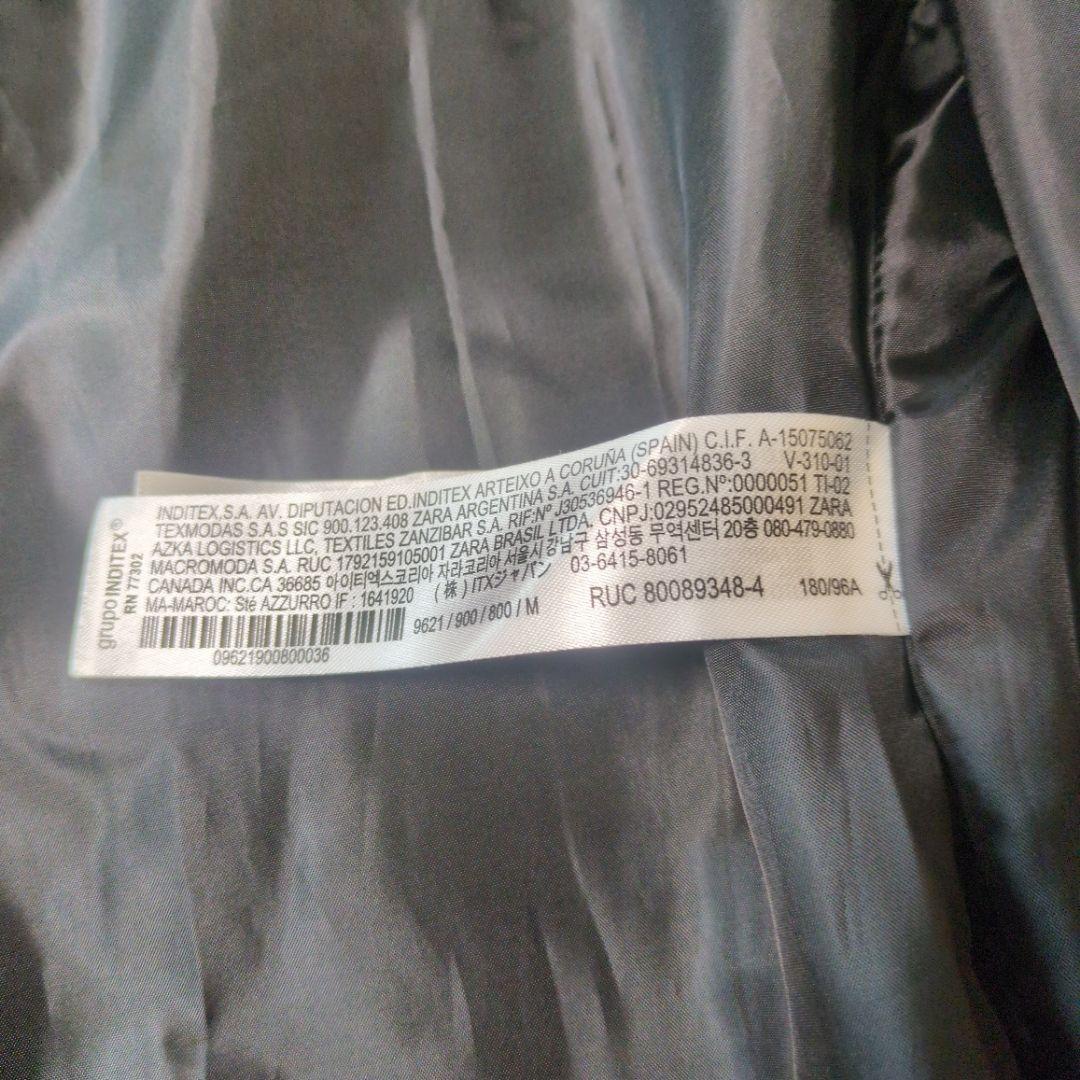 INDITEX,S.A. AV. DIPUTACION ED.INDITEX ARTEIXO A CORUÑA (SPAIN) C.I.F. A-15075062
TEXMODAS S.A.S SIC 900.123.408 ZARA ARGENTINA S.A. CUIT:30-69314836-3 V-310-01
AZKA LOGISTICS LLC, TEXTILES ZANZIBAR S.A. RIF:Nº J30536946-1 REG.Nº:0000051 TI-02
MACROMODA S.A. RUC 1792159105001 ZARA BRASIL LTDA. CNPJ:02952485000491 ZARA
CANADA INC.CA 36685 아이티엑스코리아 자라코리아 서울시 강남구 삼성동 무역센터 20층 080-479-0880
MA-MAROC: Sté AZZURRO IF : 1641920 (株) ITXジャパン 03-6415-8061
9621 / 900 / 800 / M RUC 80089348-4 180/96A
09621900800036
grupo INDITEX®
RN 77302